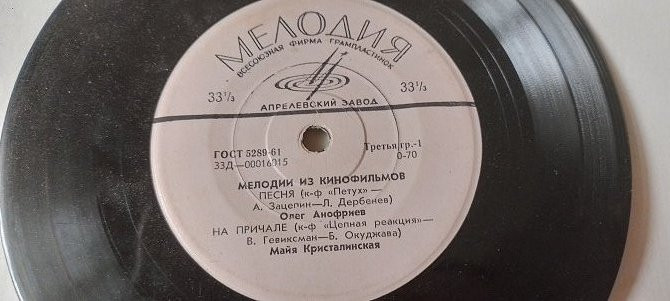 МЕЛОДИЯ
ВСЕСОЮЗНАЯ ФИРМА ГРАМПЛАСТИНОК
33⅓ 33⅓
АПРЕЛЕВСКИЙ ЗАВОД
ГОСТ 5289-61 Третья гр.-1
33Д—00016015 0-70
МЕЛОДИИ ИЗ КИНОФИЛЬМОВ
ПЕСНЯ (к-ф «Петух» —
А. Зацепин—Л. Дербенев)
Олег Анофриев
НА ПРИЧАЛЕ (к-ф «Цепная реакция»—
В. Гевиксман—Б. Окуджава)
Майя Кристалинская